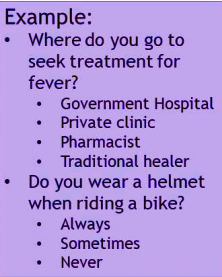 Example:
• Where do you go to
seek treatment for
fever?
• Government Hospital
• Private clinic
• Pharmacist
• Traditional healer
• Do you wear a helmet
when riding a bike?
• Always
• Sometimes
• Never